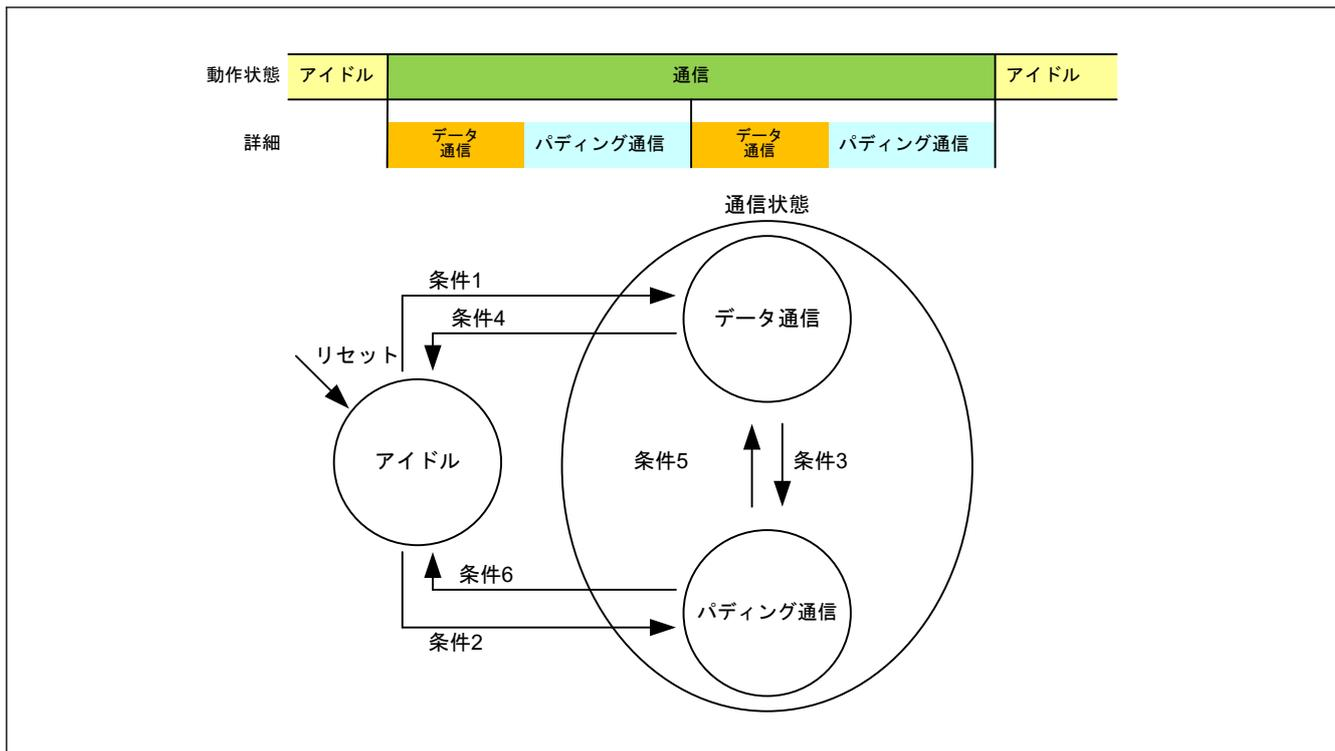 動作状態 アイドル 通信 アイドル
詳細 データ 通信 パディング通信 データ 通信 パディング通信
通信状態
条件1
データ通信
条件4
リセット
アイドル
条件5
条件3
条件6
パディング通信
条件2